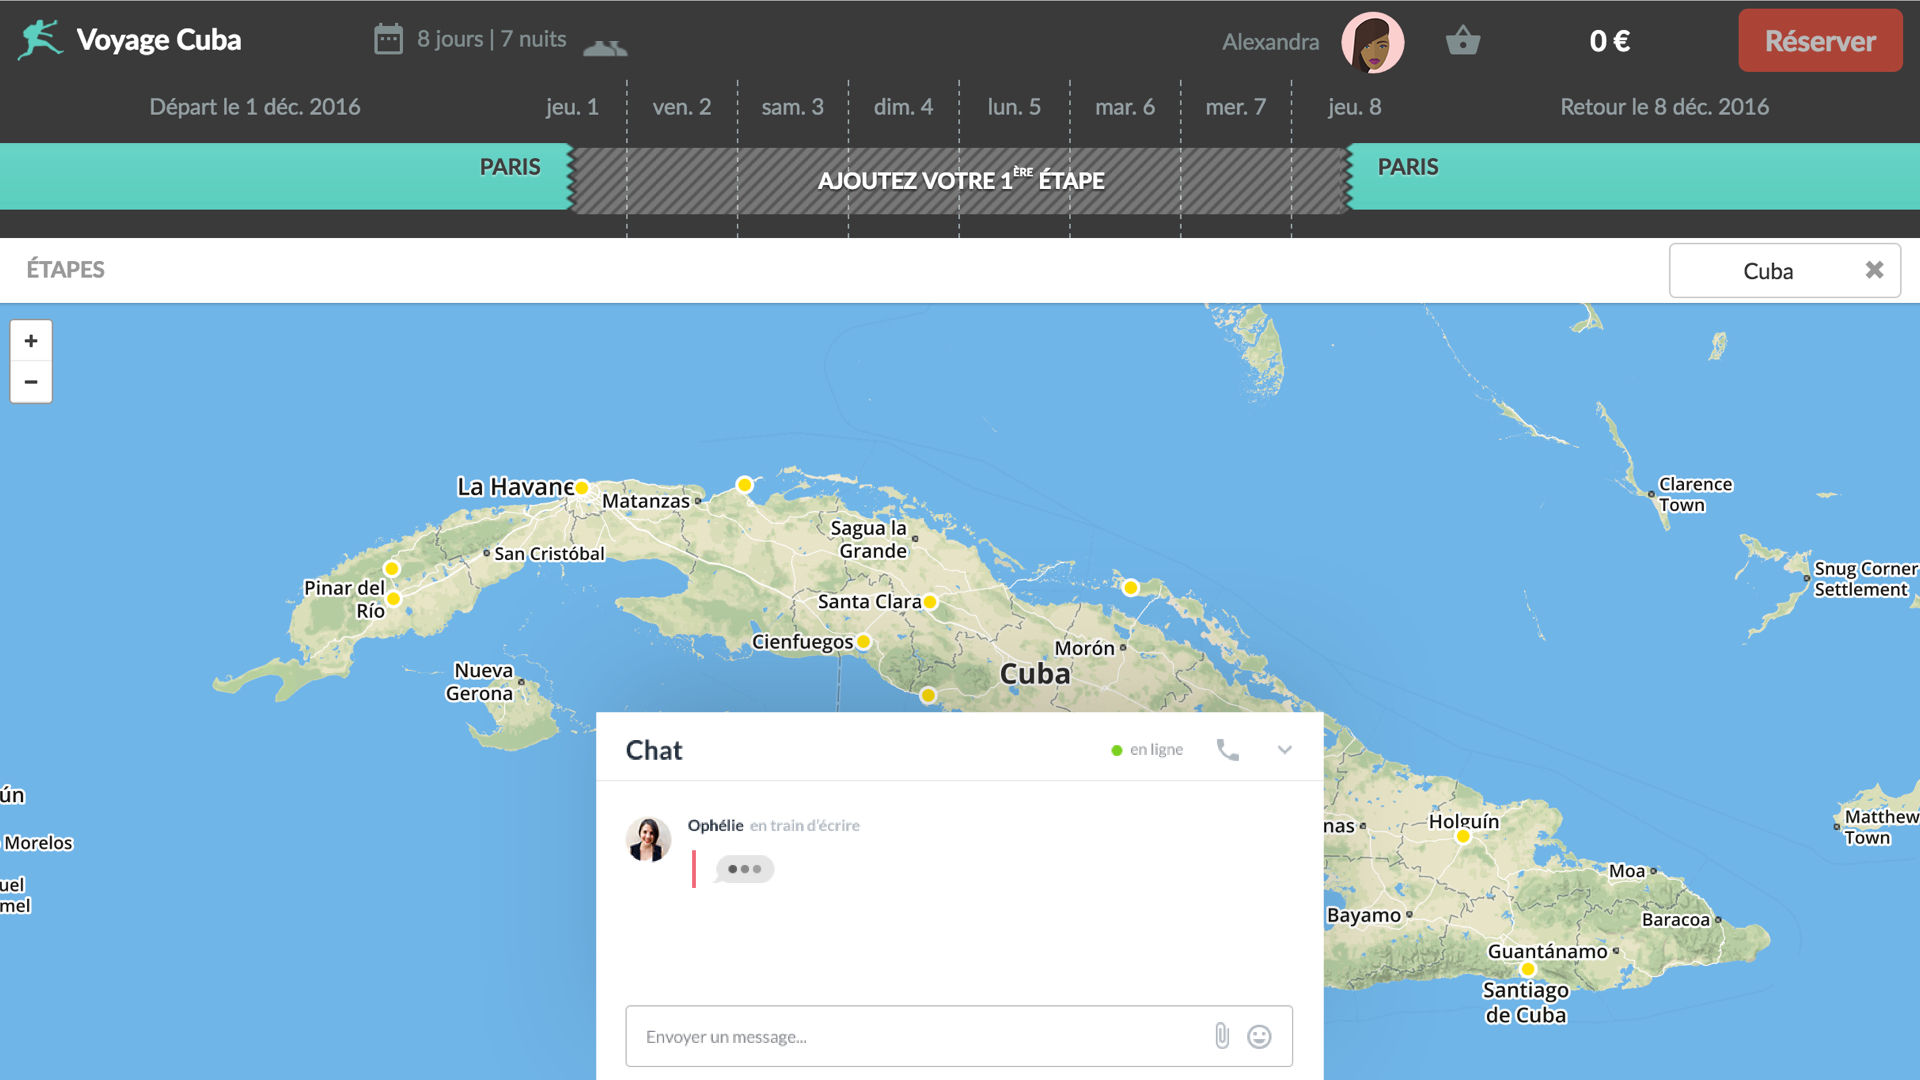 Voyage Cuba
8 jours | 7 nuits
Alexandra
0 €
Réserver
Départ le 1 déc. 2016
jeu. 1
ven. 2
sam. 3
dim. 4
lun. 5
mar. 6
mer. 7
jeu. 8
Retour le 8 déc. 2016
PARIS
AJOUTEZ VOTRE 1ÈRE ÉTAPE
PARIS
ÉTAPES
Cuba
+
−
La Havane
Matanzas
Clarence
Town
Sagua la
Grande
San Cristóbal
Snug Corner
Settlement
Pinar del
Río
Santa Clara
Cienfuegos
Morón
Cuba
Nueva
Gerona
Chat
en ligne
ún
Morelos
uel
mel
Ophélie en train d'écrire
nas
Holguín
Matthew
Town
Moa
Bayamo
Baracoa
Guantánamo
Santiago
de Cuba
Envoyer un message...